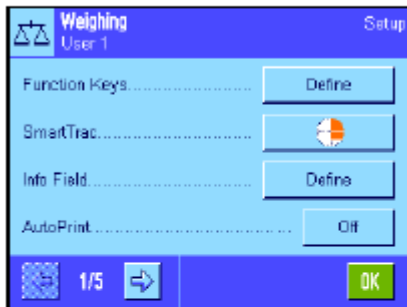 Weighing
Setup
User 1
Function Keys........................ Define
SmartTrac........................
Info Field........................ Define
AutoPrint........................ Off
1/5
OK